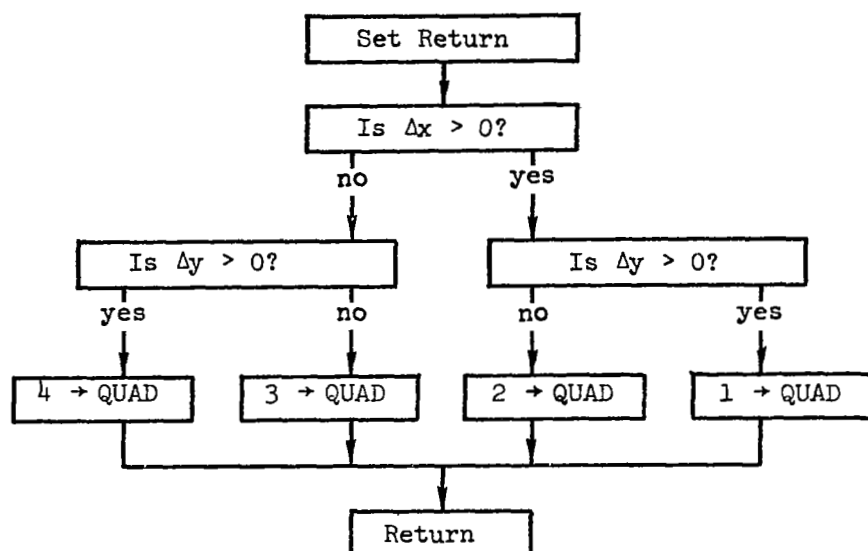 Set Return
Is Δx > 0?
no yes
Is Δy > 0? Is Δy > 0?
yes no no yes
4 → QUAD 3 → QUAD 2 → QUAD 1 → QUAD
Return